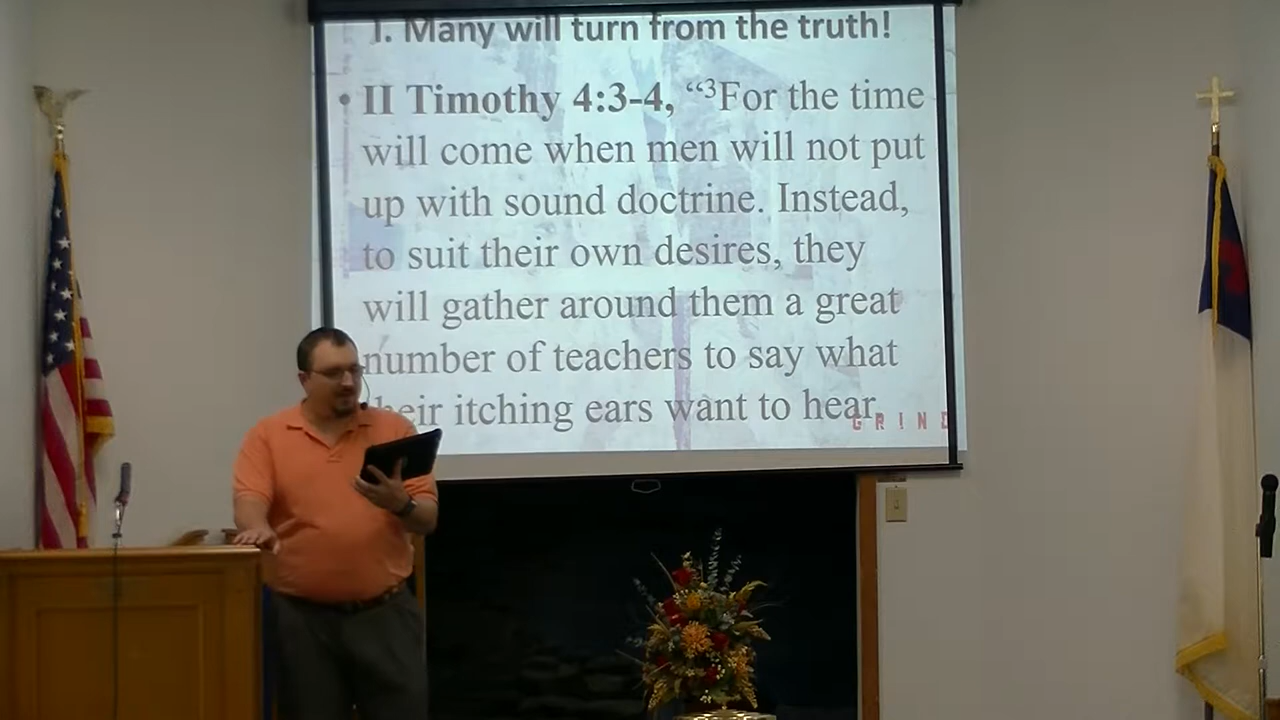 I. Many will turn from the truth!
• II Timothy 4:3-4, “³For the time
will come when men will not put
up with sound doctrine. Instead,
to suit their own desires, they
will gather around them a great
number of teachers to say what
their itching ears want to hear.
GRIND